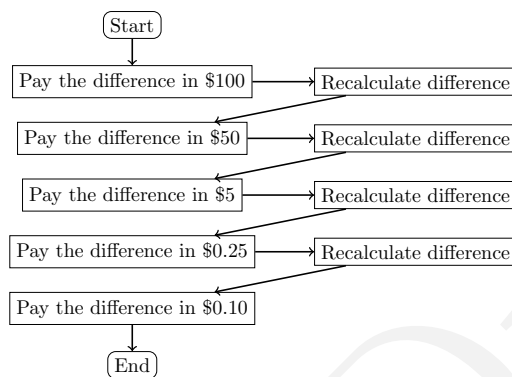 Start
Pay the difference in $100
Recalculate difference
Pay the difference in $50
Recalculate difference
Pay the difference in $5
Recalculate difference
Pay the difference in $0.25
Recalculate difference
Pay the difference in $0.10
End